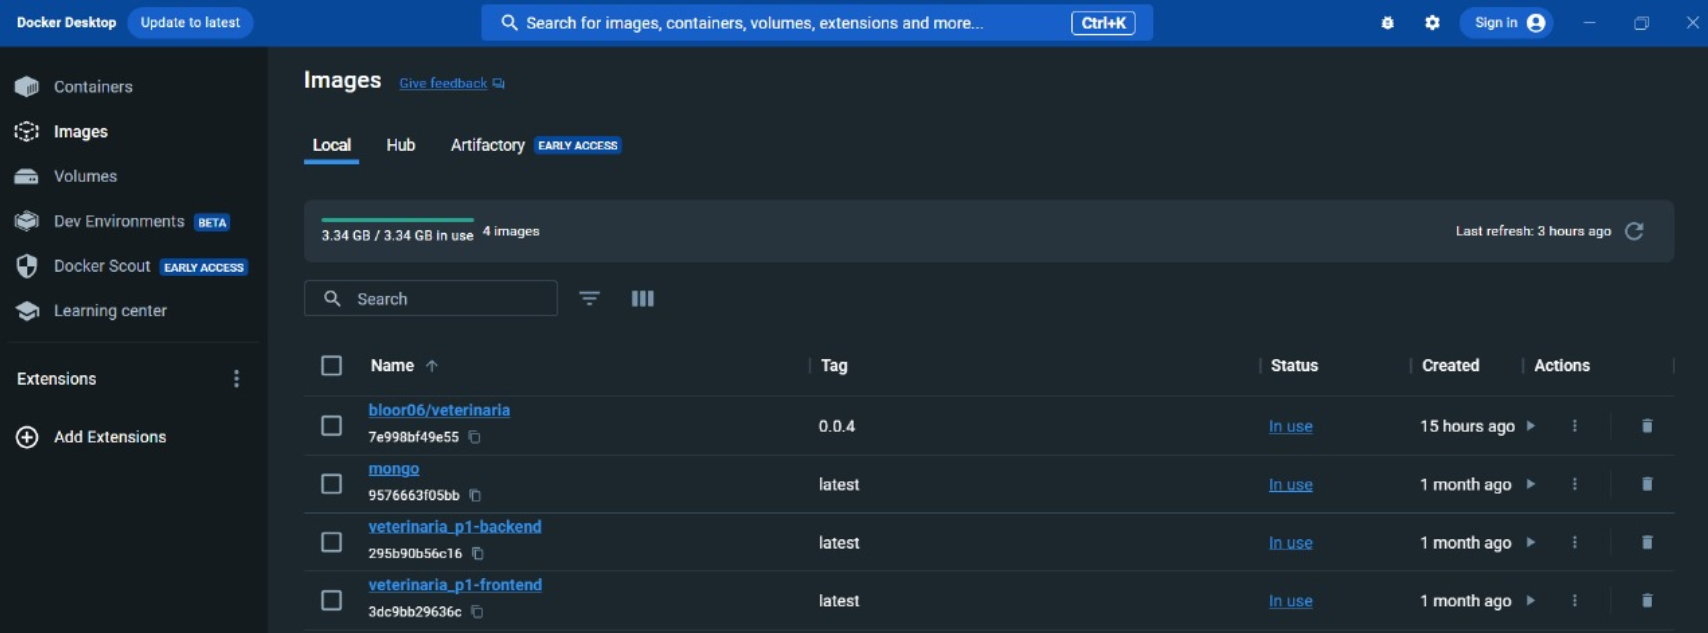 Docker Desktop Update to latest Search for images, containers, volumes, extensions and more... Ctrl+K Sign in
Containers
Images
Volumes
Dev Environments BETA
Docker Scout EARLY ACCESS
Learning center
Extensions
Add Extensions
Images Give feedback
Local Hub Artifactory EARLY ACCESS
3.34 GB / 3.34 GB in use 4 images Last refresh: 3 hours ago
Search
Name Tag Status Created Actions
bloor06/veterinaria
7e998bf49e55 0.0.4 In use 15 hours ago
mongo
9576663f05bb latest In use 1 month ago
veterinaria_p1-backend
295b90b56c16 latest In use 1 month ago
veterinaria_p1-frontend
3dc9bb29636c latest In use 1 month ago